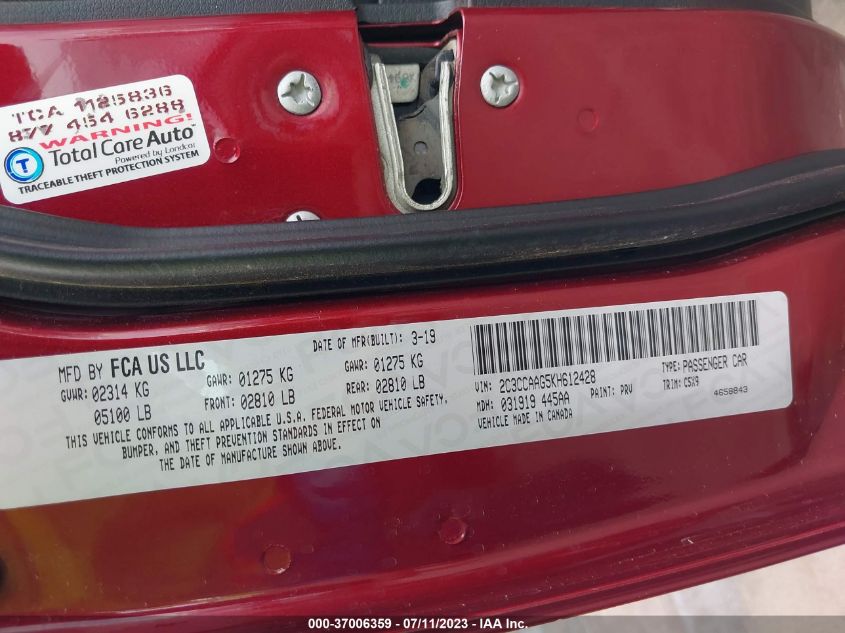 TCA 1125836
877 454 6288
WARNING!
T Total Care Auto
Powered by Landcar
TRACEABLE THEFT PROTECTION SYSTEM
MFD BY FCA US LLC
DATE OF MFR(BUILT): 3-19
GVWR: 02314 KG GAWR: 01275 KG GAWR: 01275 KG
05100 LB FRONT: 02810 LB REAR: 02810 LB
THIS VEHICLE CONFORMS TO ALL APPLICABLE U.S.A. FEDERAL MOTOR VEHICLE SAFETY,
BUMPER, AND THEFT PREVENTION STANDARDS IN EFFECT ON
THE DATE OF MANUFACTURE SHOWN ABOVE.
VIN: 2C3CCAAG5KH612428 TYPE: PASSENGER CAR
MDH: 031919 445AA PAINT: PRV TRIM: C5X9
VEHICLE MADE IN CANADA 4658843
000-37006359 - 07/11/2023 - IAA Inc.